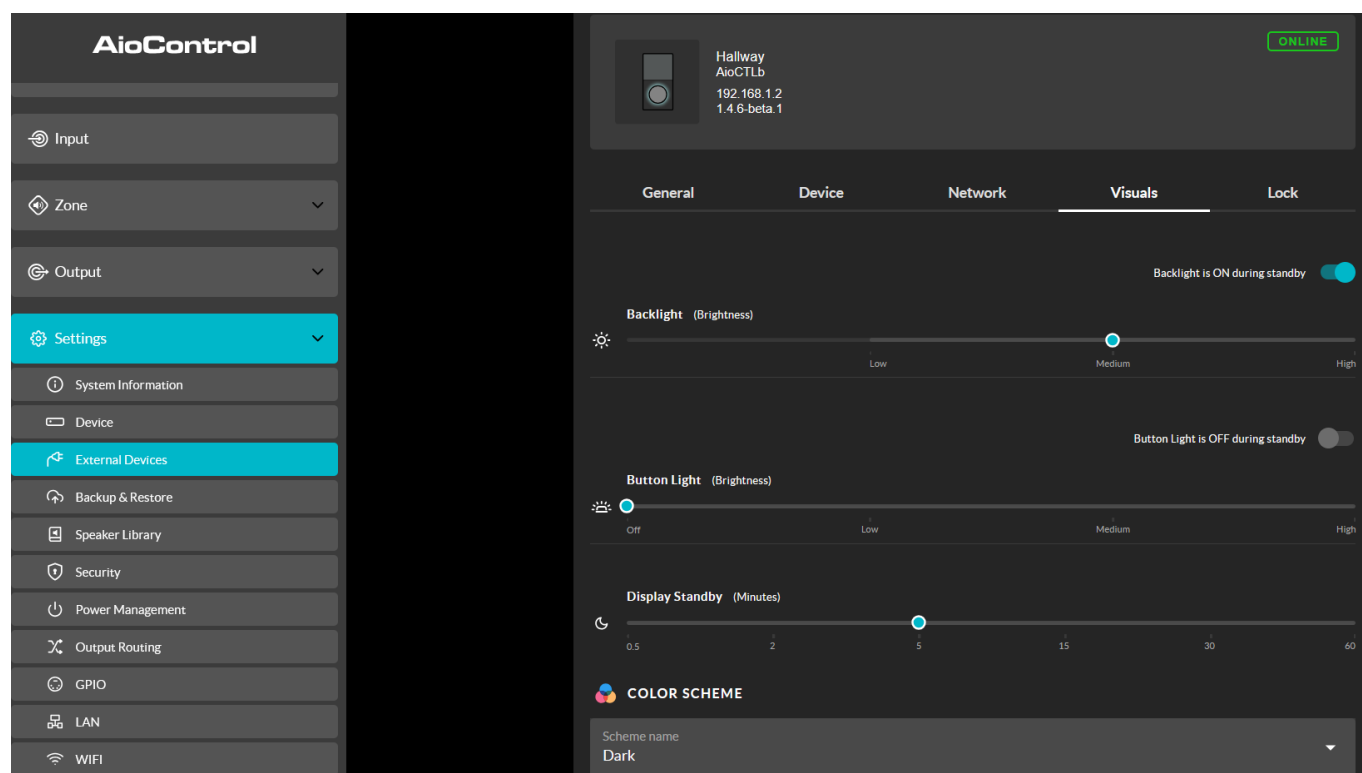 AioControl
Input
Zone
Output
Settings
System Information
Device
External Devices
Backup & Restore
Speaker Library
Security
Power Management
Output Routing
GPIO
LAN
WIFI
Hallway
AioCTLb
192.168.1.2
1.4.6-beta.1
ONLINE
General Device Network Visuals Lock
Backlight is ON during standby
Backlight (Brightness)
Low Medium High
Button Light is OFF during standby
Button Light (Brightness)
Off Low Medium High
Display Standby (Minutes)
0.5 2 5 15 30 60
COLOR SCHEME
Scheme name
Dark